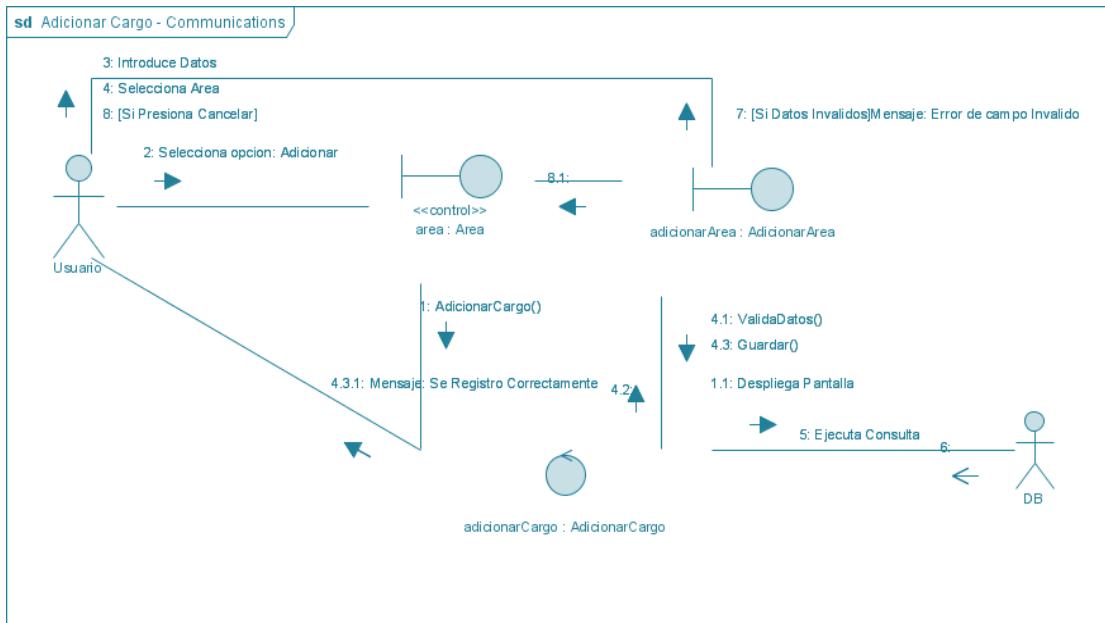 sd Adicionar Cargo - Communications
3: Introduce Datos
4: Selecciona Area
8: [Si Presiona Cancelar]
7: [Si Datos Invalidos]Mensaje: Error de campo Invalido
2: Selecciona opcion: Adicionar
8.1:
<<control>>
area : Area
adicionarArea : AdicionarArea
Usuario
1: AdicionarCargo()
4.1: ValidaDatos()
4.3: Guardar()
4.3.1: Mensaje: Se Registro Correctamente
4.2:
1.1: Despliega Pantalla
5: Ejecuta Consulta
6:
DB
adicionarCargo : AdicionarCargo